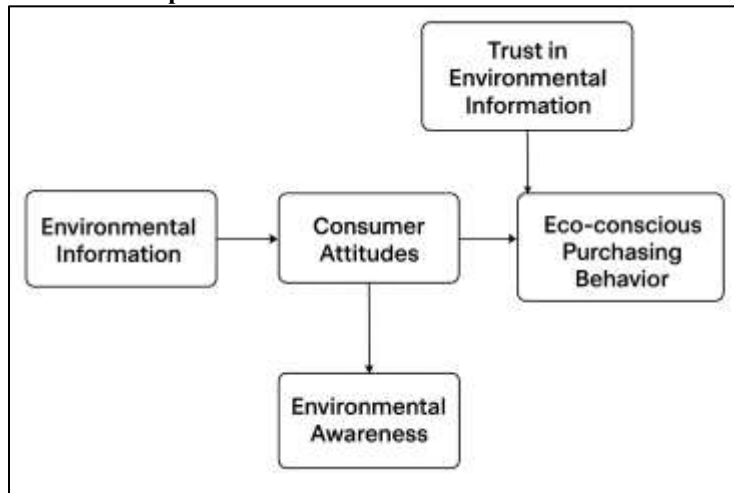 Trust in
Environmental
Information
Environmental
Information
Consumer
Attitudes
Eco-conscious
Purchasing
Behavior
Environmental
Awareness